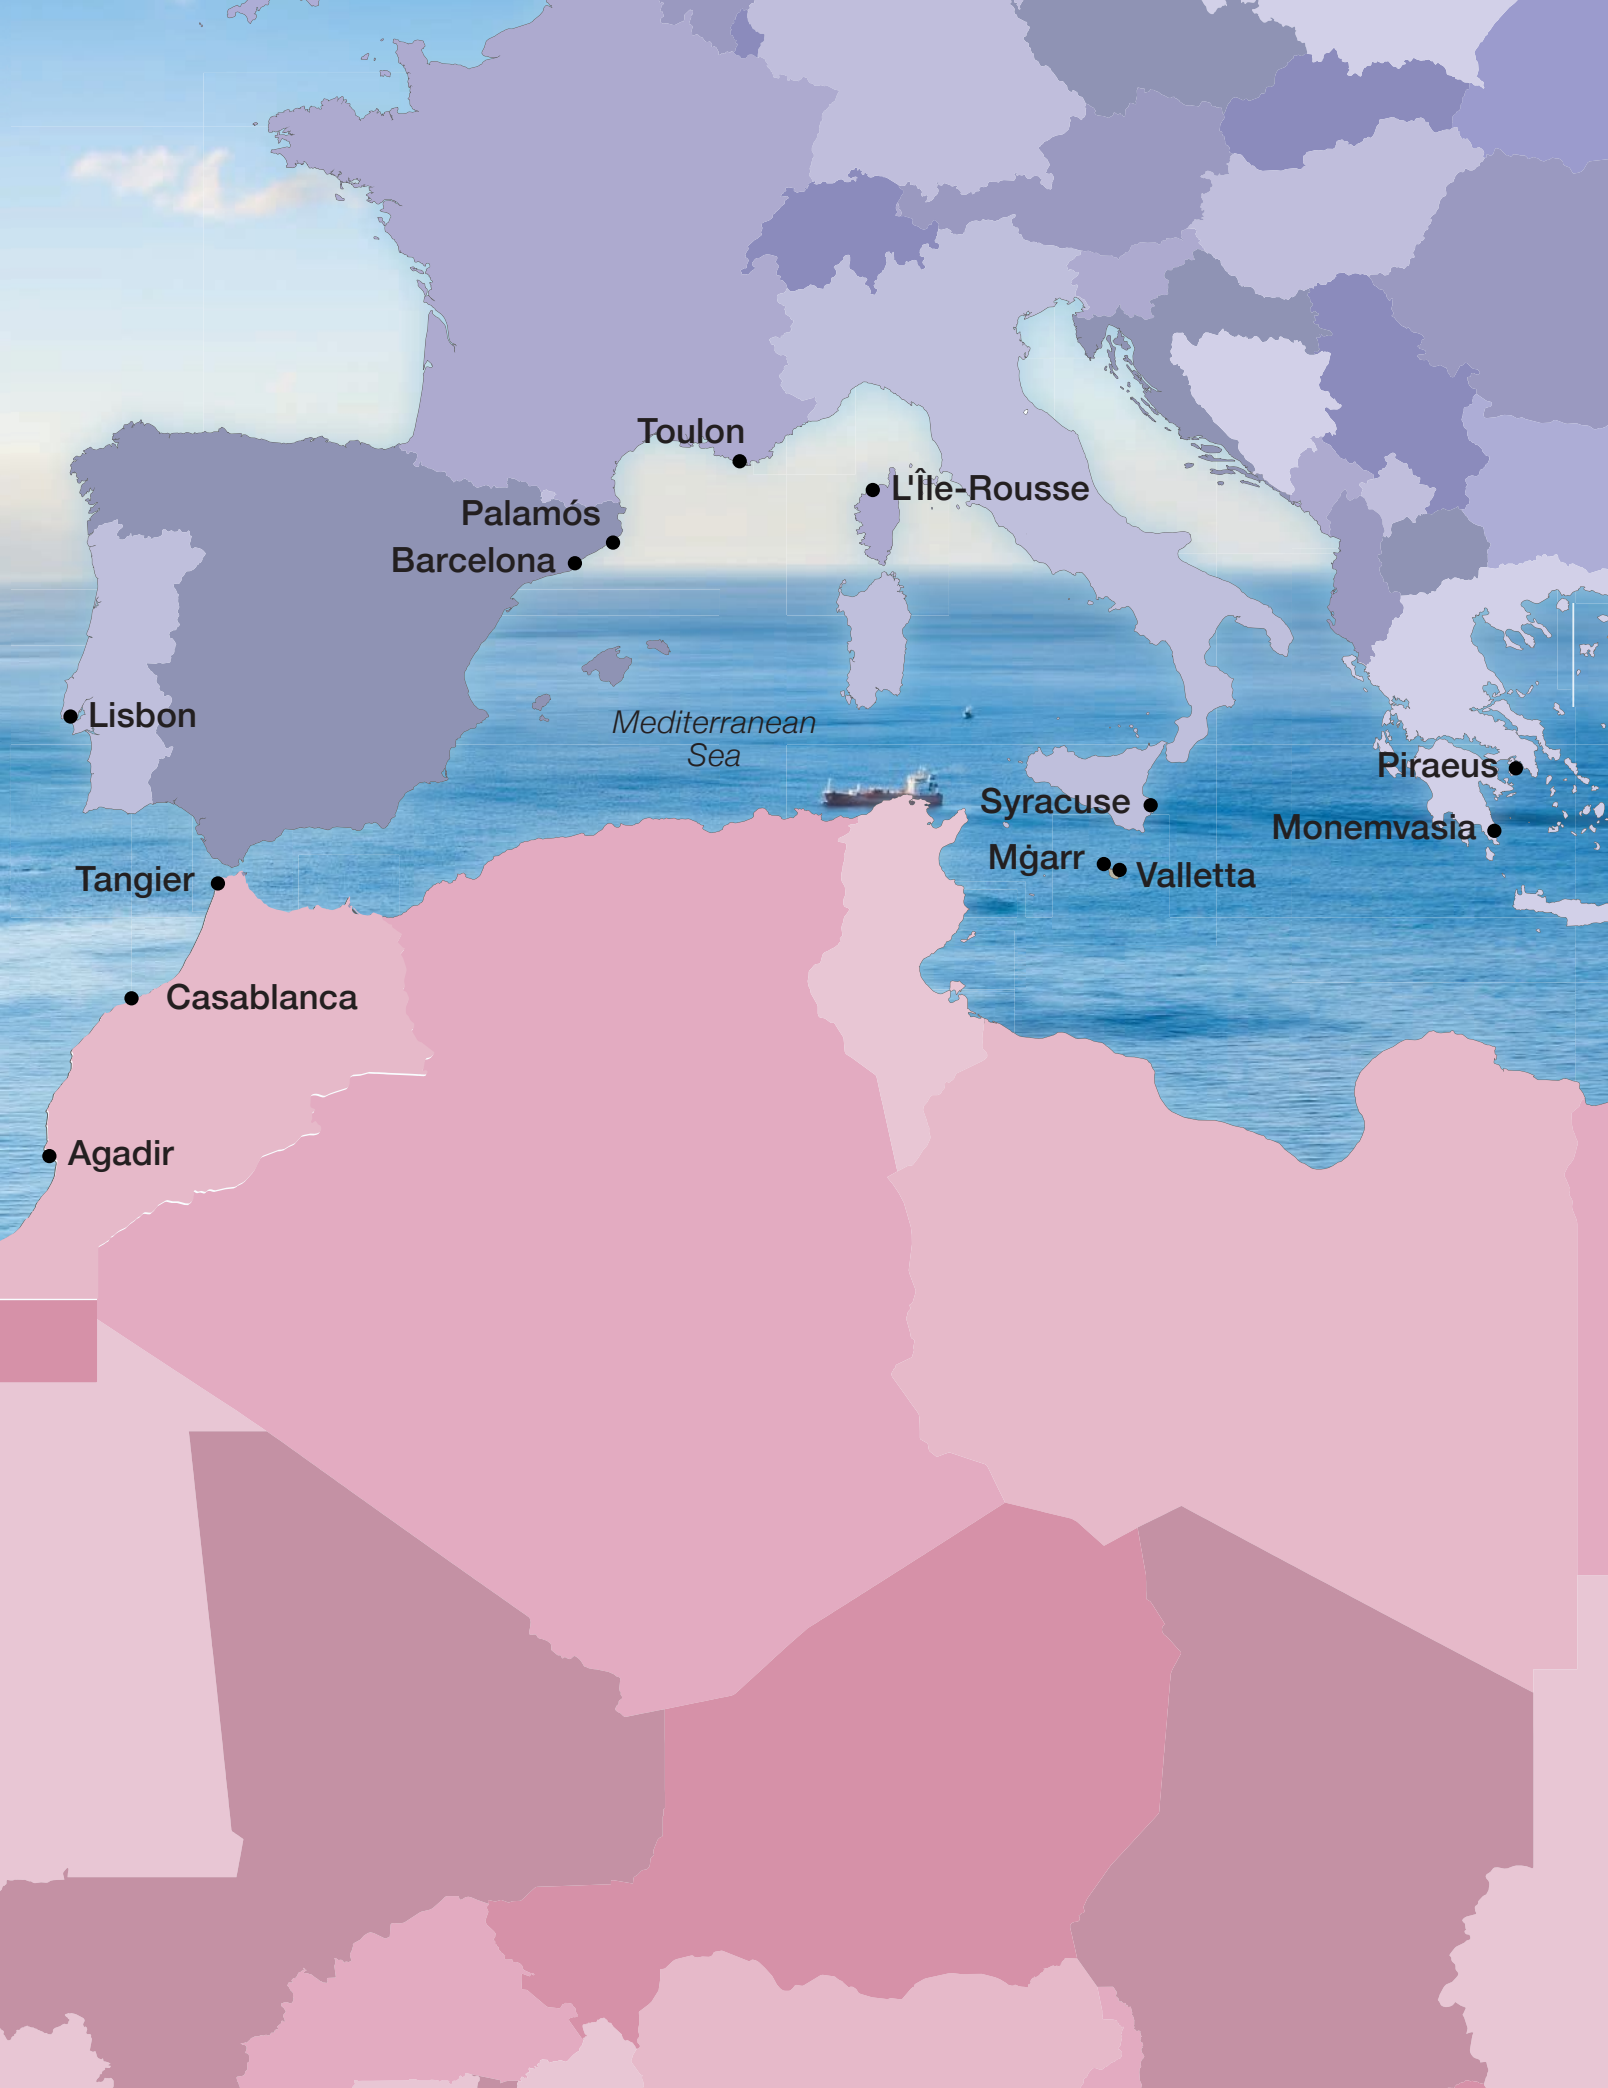 Toulon
L'Île-Rousse
Palamós
Barcelona
Lisbon
Mediterranean
Sea
Piraeus
Syracuse
Monemvasia
Mġarr
Valletta
Tangier
Casablanca
Agadir